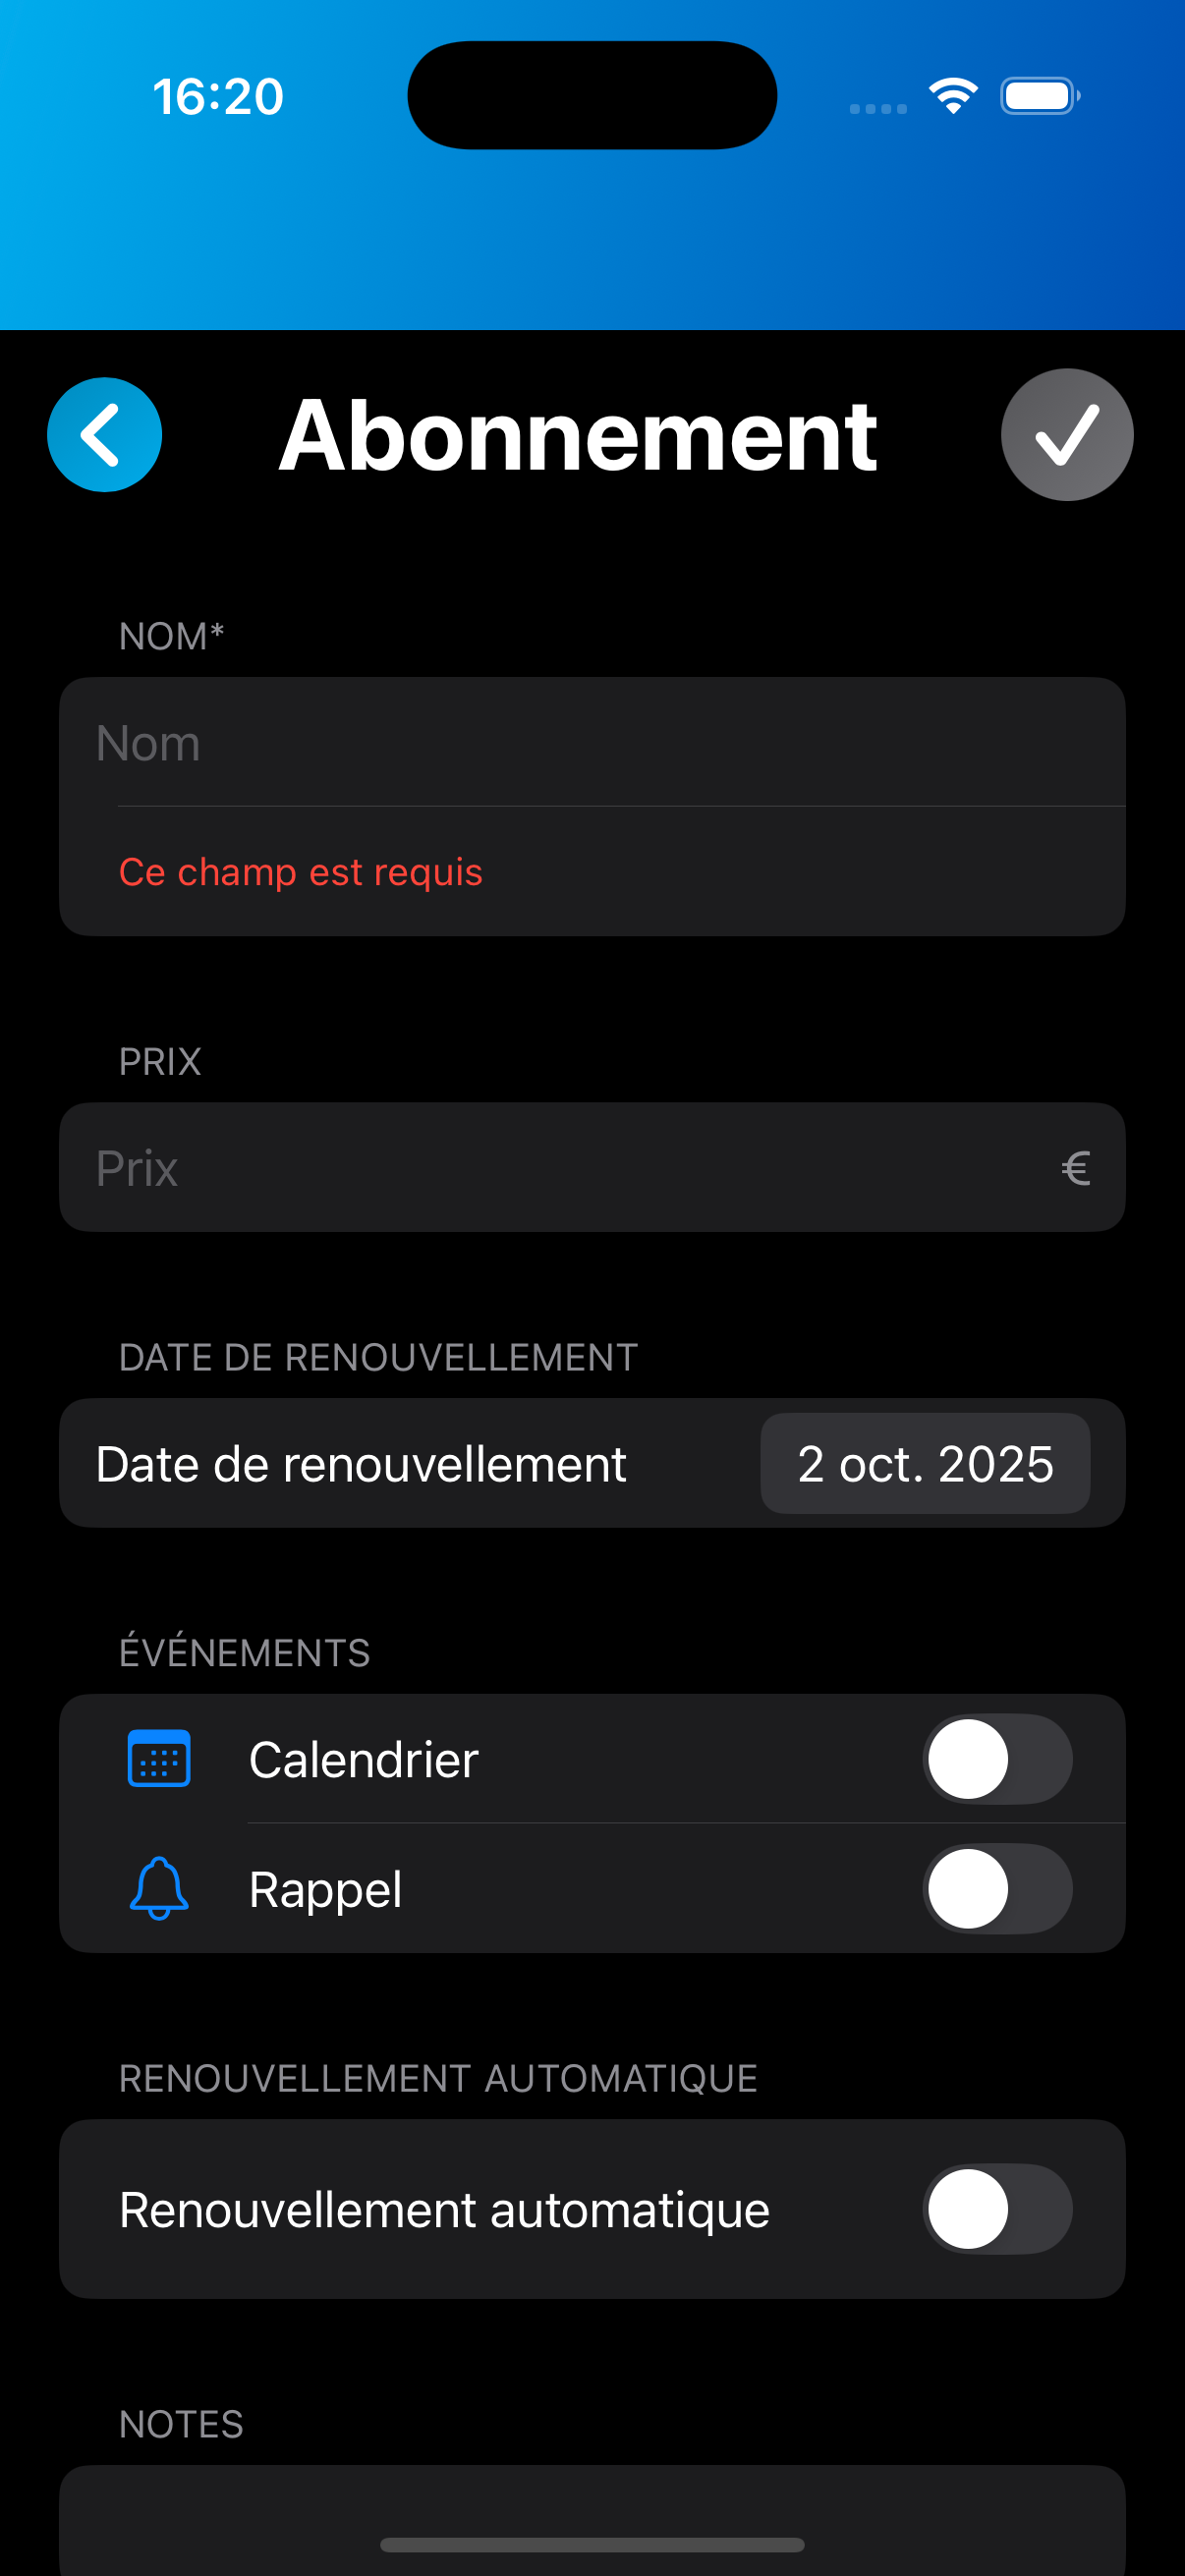 16:20
Abonnement
NOM*
Nom
Ce champ est requis
PRIX
Prix €
DATE DE RENOUVELLEMENT
Date de renouvellement 2 oct. 2025
ÉVÉNEMENTS
Calendrier
Rappel
RENOUVELLEMENT AUTOMATIQUE
Renouvellement automatique
NOTES